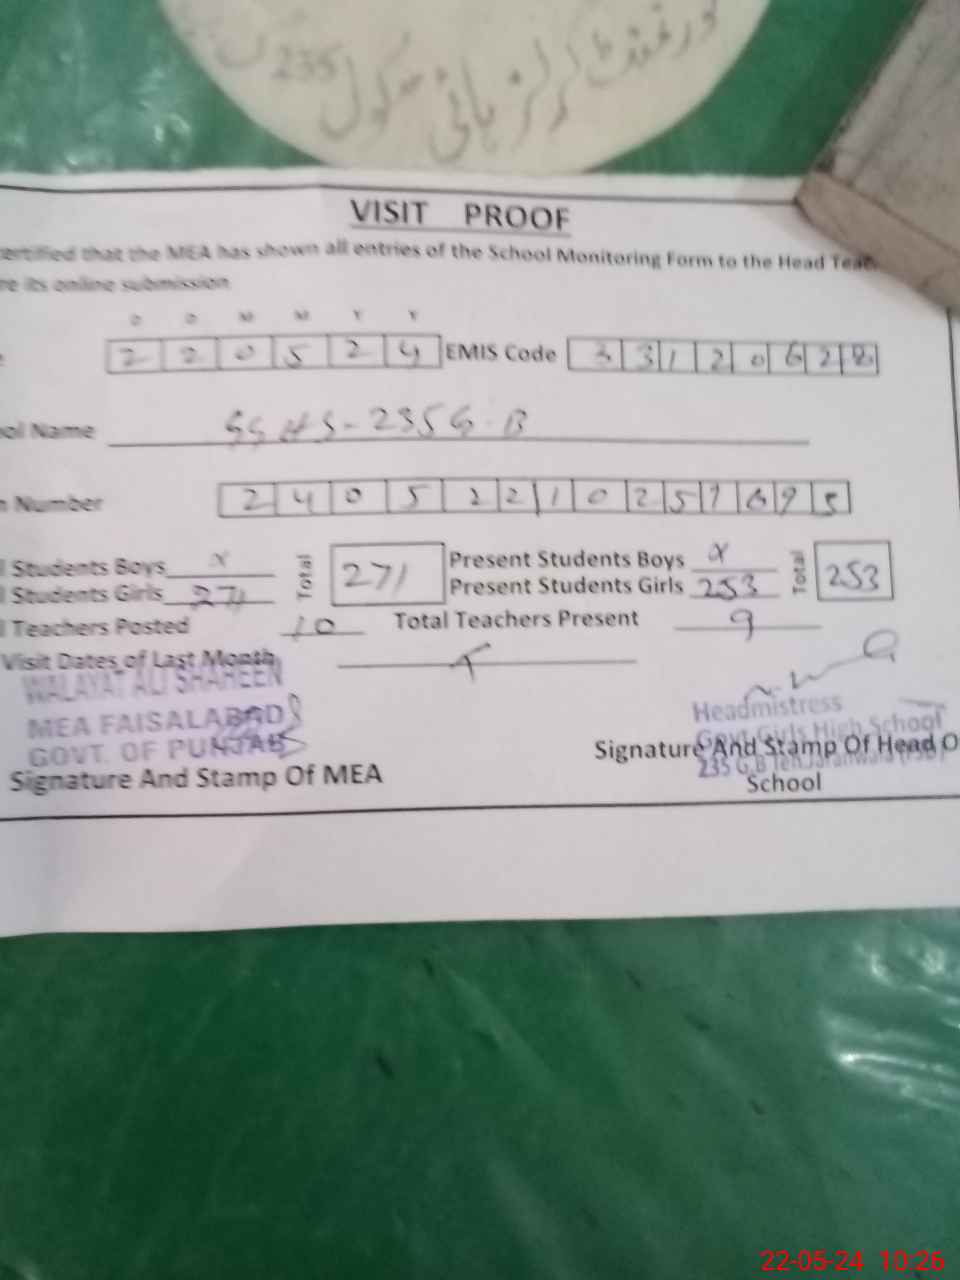 گورنمنٹ گرلز ہائی سکول 235
VISIT PROOF
ertified that the MEA has shown all entries of the School Monitoring Form to the Head Teac
re its online submission
D D M M Y Y
e 2 2 0 5 2 4 EMIS Code 3 3 1 2 0 6 2 8
ol Name GGHS-235G.B
n Number 2 4 0 5 2 2 1 0 2 5 7 6 9 5
l Students Boys x Total 271 Present Students Boys x Total 253
l Students Girls 271 Present Students Girls 253
l Teachers Posted 10 Total Teachers Present 9
Visit Dates of Last Month
WALAYAT ALI SHAHEEN
MEA FAISALABAD
GOVT. OF PUNJAB
Signature And Stamp Of MEA
Headmistress
Govt Girls High School
235 G.B Teh Jaranwala (FSD)
Signature And Stamp Of Head O
School
22-05-24 10:26